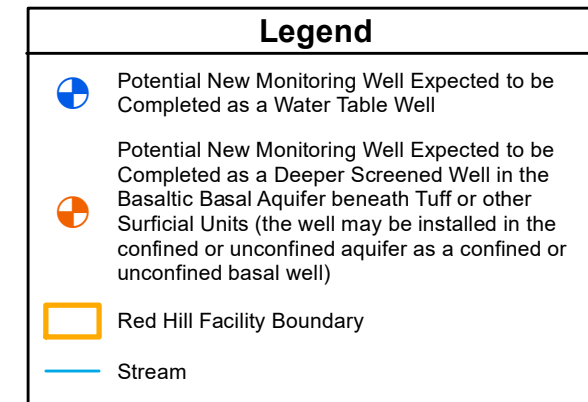 Legend
Potential New Monitoring Well Expected to be
Completed as a Water Table Well
Potential New Monitoring Well Expected to be
Completed as a Deeper Screened Well in the
Basaltic Basal Aquifer beneath Tuff or other
Surficial Units (the well may be installed in the
confined or unconfined aquifer as a confined or
unconfined basal well)
Red Hill Facility Boundary
Stream